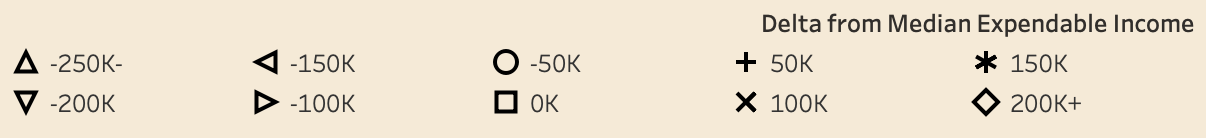 Delta from Median Expendable Income
-250K- -150K -50K 50K 150K
-200K -100K 0K 100K 200K+